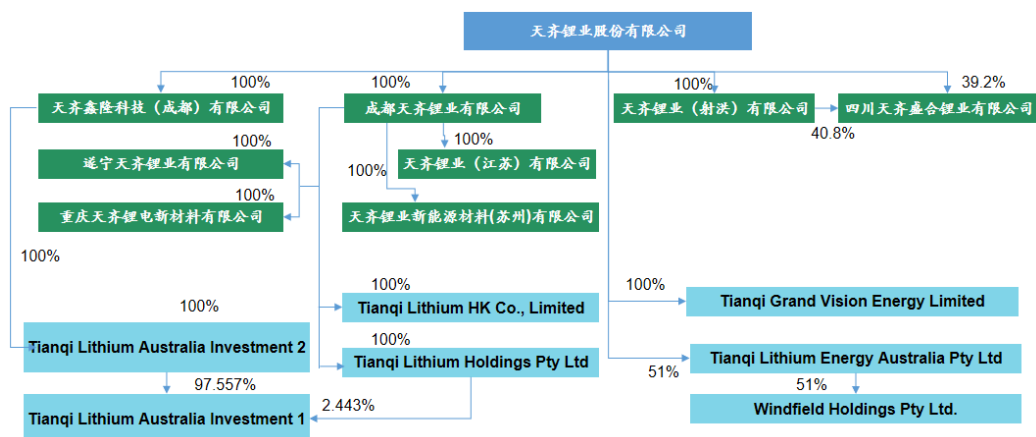 天齐锂业股份有限公司
100%
100%
100%
39.2%
天齐鑫隆科技（成都）有限公司
成都天齐锂业有限公司
天齐锂业（射洪）有限公司
四川天齐盛合锂业有限公司
40.8%
100%
100%
遂宁天齐锂业有限公司
天齐锂业（江苏）有限公司
100%
100%
重庆天齐锂电新材料有限公司
天齐锂业新能源材料(苏州)有限公司
100%
100%
100%
Tianqi Lithium HK Co., Limited
Tianqi Grand Vision Energy Limited
100%
100%
Tianqi Lithium Australia Investment 2
Tianqi Lithium Holdings Pty Ltd
Tianqi Lithium Energy Australia Pty Ltd
51%
97.557%
51%
2.443%
Tianqi Lithium Australia Investment 1
Windfield Holdings Pty Ltd.